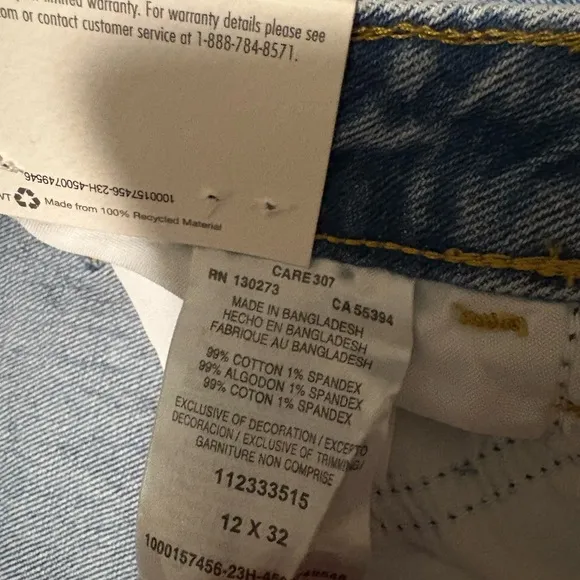 limited warranty. For warranty details please see
om or contact customer service at 1-888-784-8571.
1000157456-23H-4500749546
Made from 100% Recycled Material
CARE307
RN 130273 CA 55394
MADE IN BANGLADESH
HECHO EN BANGLADESH
FABRIQUE AU BANGLADESH
99% COTTON 1% SPANDEX
99% ALGODON 1% SPANDEX
99% COTON 1% SPANDEX
EXCLUSIVE OF DECORATION / EXCEPTO
DECORACION / EXCLUSIVE OF TRIMMING/
GARNITURE NON COMPRISE
112333515
12 X 32
1000157456-23H-450